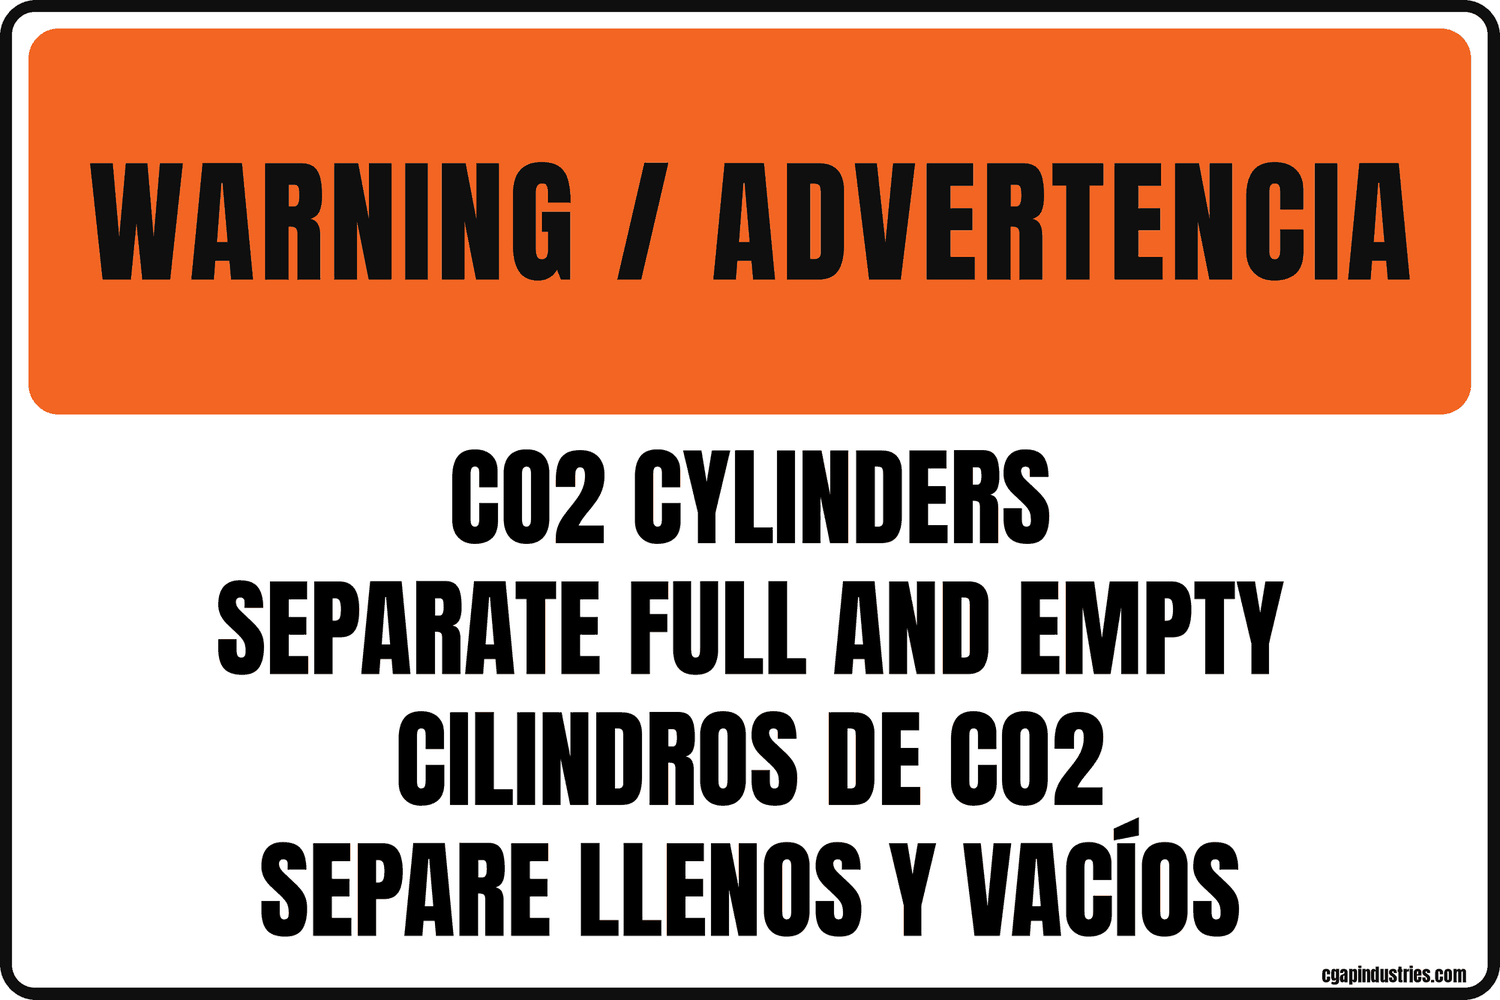 WARNING / ADVERTENCIA
CO2 CYLINDERS
SEPARATE FULL AND EMPTY
CILINDROS DE CO2
SEPARE LLENOS Y VACÍOS
cgapindustries.com